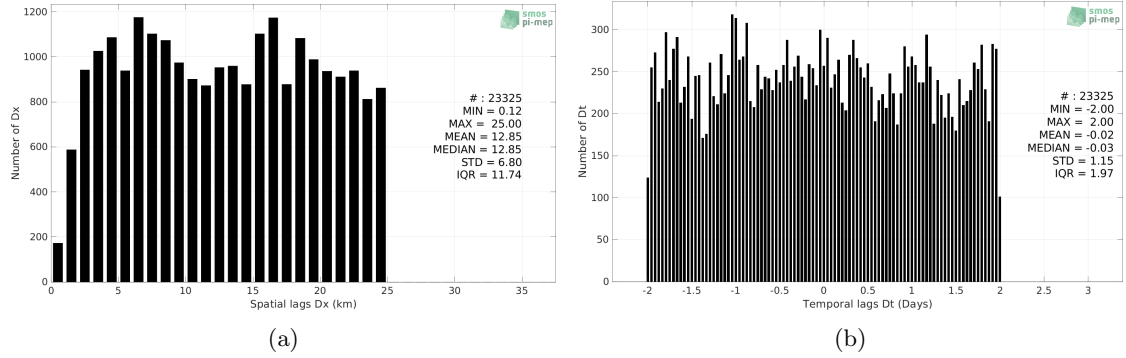 smos
pi-mep
1200
1000
800
600
400
200
0
Number of Dx
# : 23325
MIN = 0.12
MAX = 25.00
MEAN = 12.85
MEDIAN = 12.85
STD = 6.80
IQR = 11.74
0 5 10 15 20 25 30 35
Spatial lags Dx (km)
(a)
smos
pi-mep
300
250
200
150
100
50
0
Number of Dt
# : 23325
MIN = -2.00
MAX = 2.00
MEAN = -0.02
MEDIAN = -0.03
STD = 1.15
IQR = 1.97
-2 -1.5 -1 -0.5 0 0.5 1 1.5 2 2.5 3
Temporal lags Dt (Days)
(b)